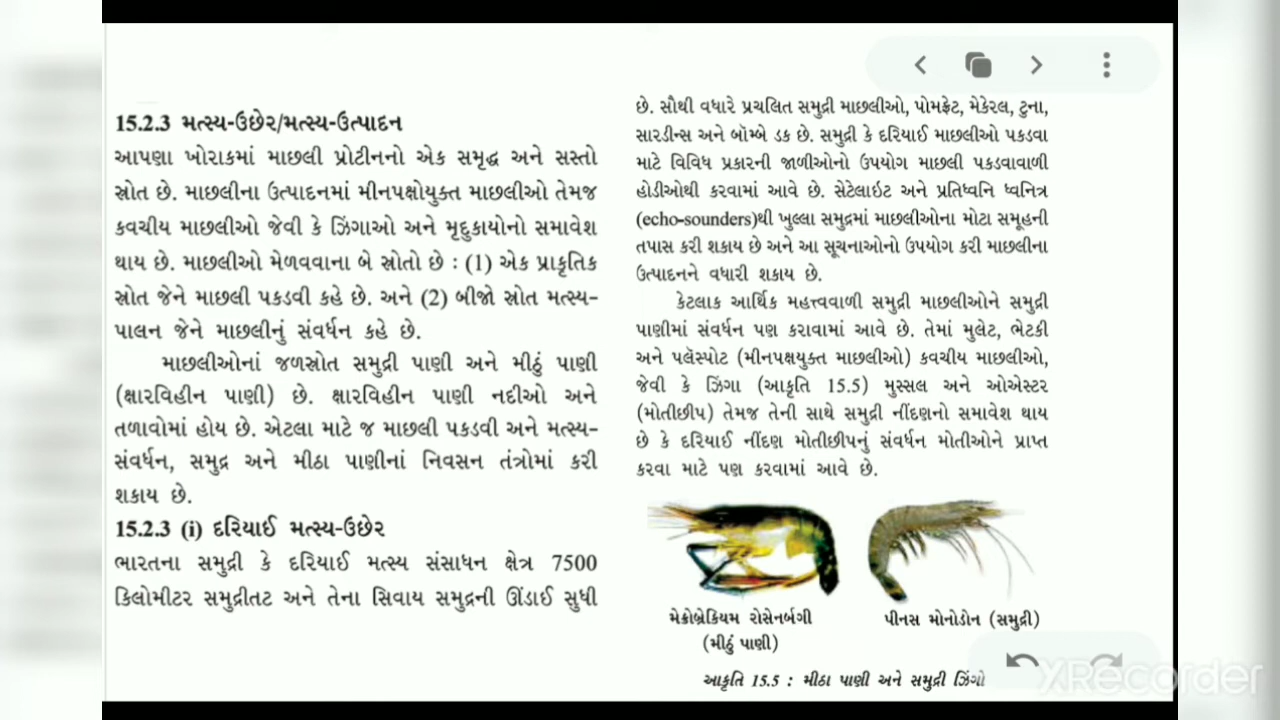 15.2.3 મત્સ્ય-ઉછેર/મત્સ્ય-ઉત્પાદન
આપણા ખોરાકમાં માછલી પ્રોટીનનો એક સમૃદ્ધ અને સસ્તો
સ્રોત છે. માછલીના ઉત્પાદનમાં મીનપક્ષોયુક્ત માછલીઓ તેમજ
કવચીય માછલીઓ જેવી કે ઝિંગાઓ અને મૃદુકાયોનો સમાવેશ
થાય છે. માછલીઓ મેળવવાના બે સ્રોતો છે : (1) એક પ્રાકૃતિક
સ્રોત જેને માછલી પકડવી કહે છે. અને (2) બીજો સ્રોત મત્સ્ય-
પાલન જેને માછલીનું સંવર્ધન કહે છે.
માછલીઓનાં જળસ્રોત સમુદ્રી પાણી અને મીઠું પાણી
(ક્ષારવિહીન પાણી) છે. ક્ષારવિહીન પાણી નદીઓ અને
તળાવોમાં હોય છે. એટલા માટે જ માછલી પકડવી અને મત્સ્ય-
સંવર્ધન, સમુદ્ર અને મીઠા પાણીનાં નિવસન તંત્રોમાં કરી
શકાય છે.
15.2.3 (i) દરિયાઈ મત્સ્ય-ઉછેર
ભારતના સમુદ્રી કે દરિયાઈ મત્સ્ય સંસાધન ક્ષેત્ર 7500
કિલોમીટર સમુદ્રીતટ અને તેના સિવાય સમુદ્રની ઊંડાઈ સુધી
છે. સૌથી વધારે પ્રચલિત સમુદ્રી માછલીઓ, પોમફ્રેટ, મેકેરલ, ટુના,
સારડીન્સ અને બૉમ્બે ડક છે. સમુદ્રી કે દરિયાઈ માછલીઓ પકડવા
માટે વિવિધ પ્રકારની જાળીઓનો ઉપયોગ માછલી પકડવાવાળી
હોડીઓથી કરવામાં આવે છે. સેટેલાઇટ અને પ્રતિધ્વનિ ધ્વનિત્ર
(echo-sounders)થી ખુલ્લા સમુદ્રમાં માછલીઓના મોટા સમૂહની
તપાસ કરી શકાય છે અને આ સૂચનાઓનો ઉપયોગ કરી માછલીના
ઉત્પાદનને વધારી શકાય છે.
કેટલાક આર્થિક મહત્ત્વવાળી સમુદ્રી માછલીઓને સમુદ્રી
પાણીમાં સંવર્ધન પણ કરાવામાં આવે છે. તેમાં મુલેટ, ભેટકી
અને પલૅસ્પોટ (મીનપક્ષયુક્ત માછલીઓ) કવચીય માછલીઓ,
જેવી કે ઝિંગા (આકૃતિ 15.5) મુસ્સલ અને ઓએસ્ટર
(મોતીછીપ) તેમજ તેની સાથે સમુદ્રી નીંદણનો સમાવેશ થાય
છે કે દરિયાઈ નીંદણ મોતીછીપનું સંવર્ધન મોતીઓને પ્રાપ્ત
કરવા માટે પણ કરવામાં આવે છે.
મેક્રોબ્રેકિયમ રોસેનર્બગી
(મીઠું પાણી)
પીનસ મોનોડોન (સમુદ્રી)
આકૃતિ 15.5 : મીઠા પાણી અને સમુદ્રી ઝિંગો
XRecorder